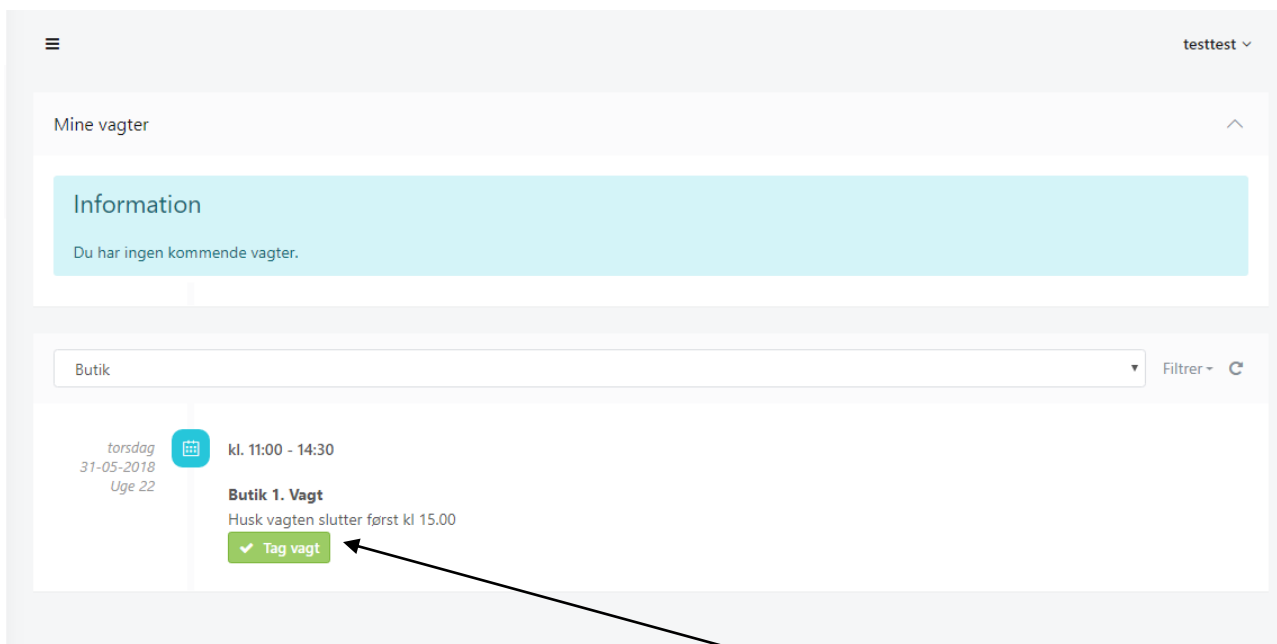 testtest
Mine vagter
Information
Du har ingen kommende vagter.
Butik
Filtrer
torsdag
31-05-2018
Uge 22
kl. 11:00 - 14:30
Butik 1. Vagt
Husk vagten slutter først kl 15.00
Tag vagt